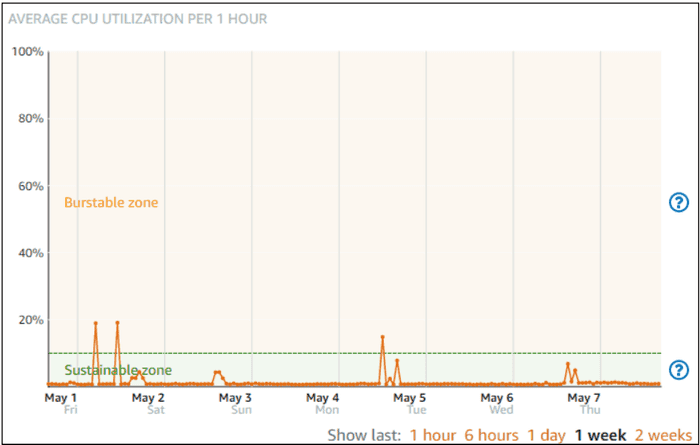 AVERAGE CPU UTILIZATION PER 1 HOUR
100%
80%
60%
Burstable zone
?
40%
20%
Sustainable zone
?
May 1 May 2 May 3 May 4 May 5 May 6 May 7
Fri Sat Sun Mon Tue Wed Thu
Show last: 1 hour 6 hours 1 day 1 week 2 weeks